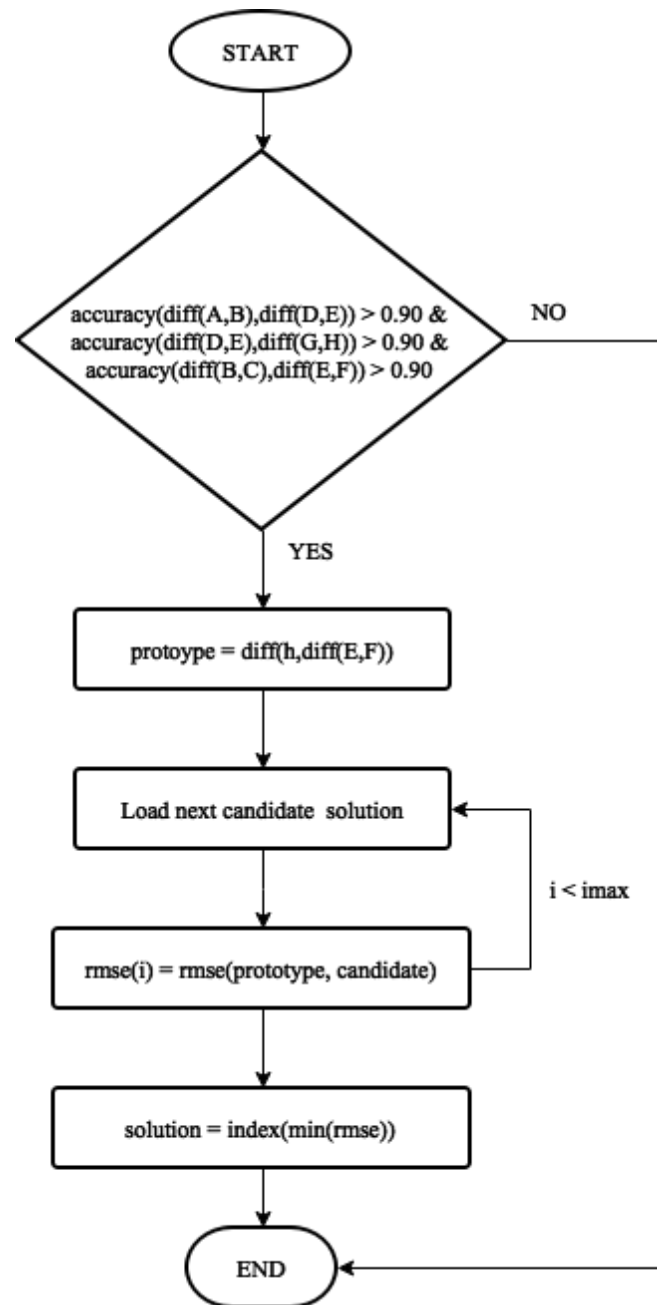 START
accuracy(diff(A,B),diff(D,E)) > 0.90 &
accuracy(diff(D,E),diff(G,H)) > 0.90 &
accuracy(diff(B,C),diff(E,F)) > 0.90
NO
YES
protoype = diff(h,diff(E,F))
Load next candidate solution
i < imax
rmse(i) = rmse(prototype, candidate)
solution = index(min(rmse))
END